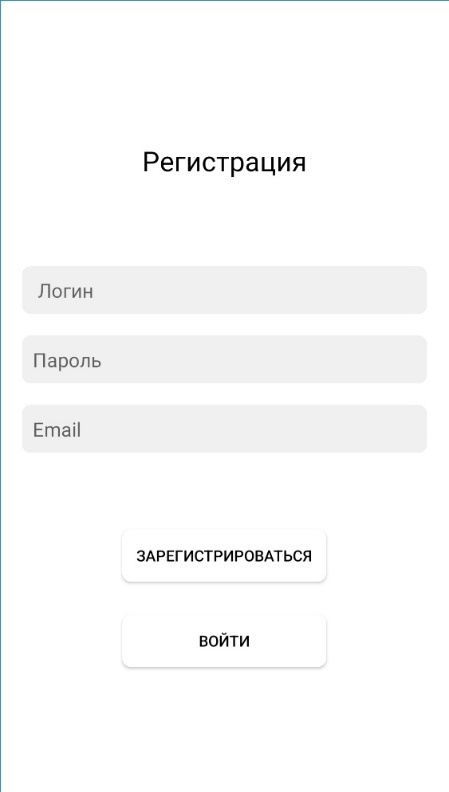 Регистрация
Логин
Пароль
Email
ЗАРЕГИСТРИРОВАТЬСЯ
ВОЙТИ